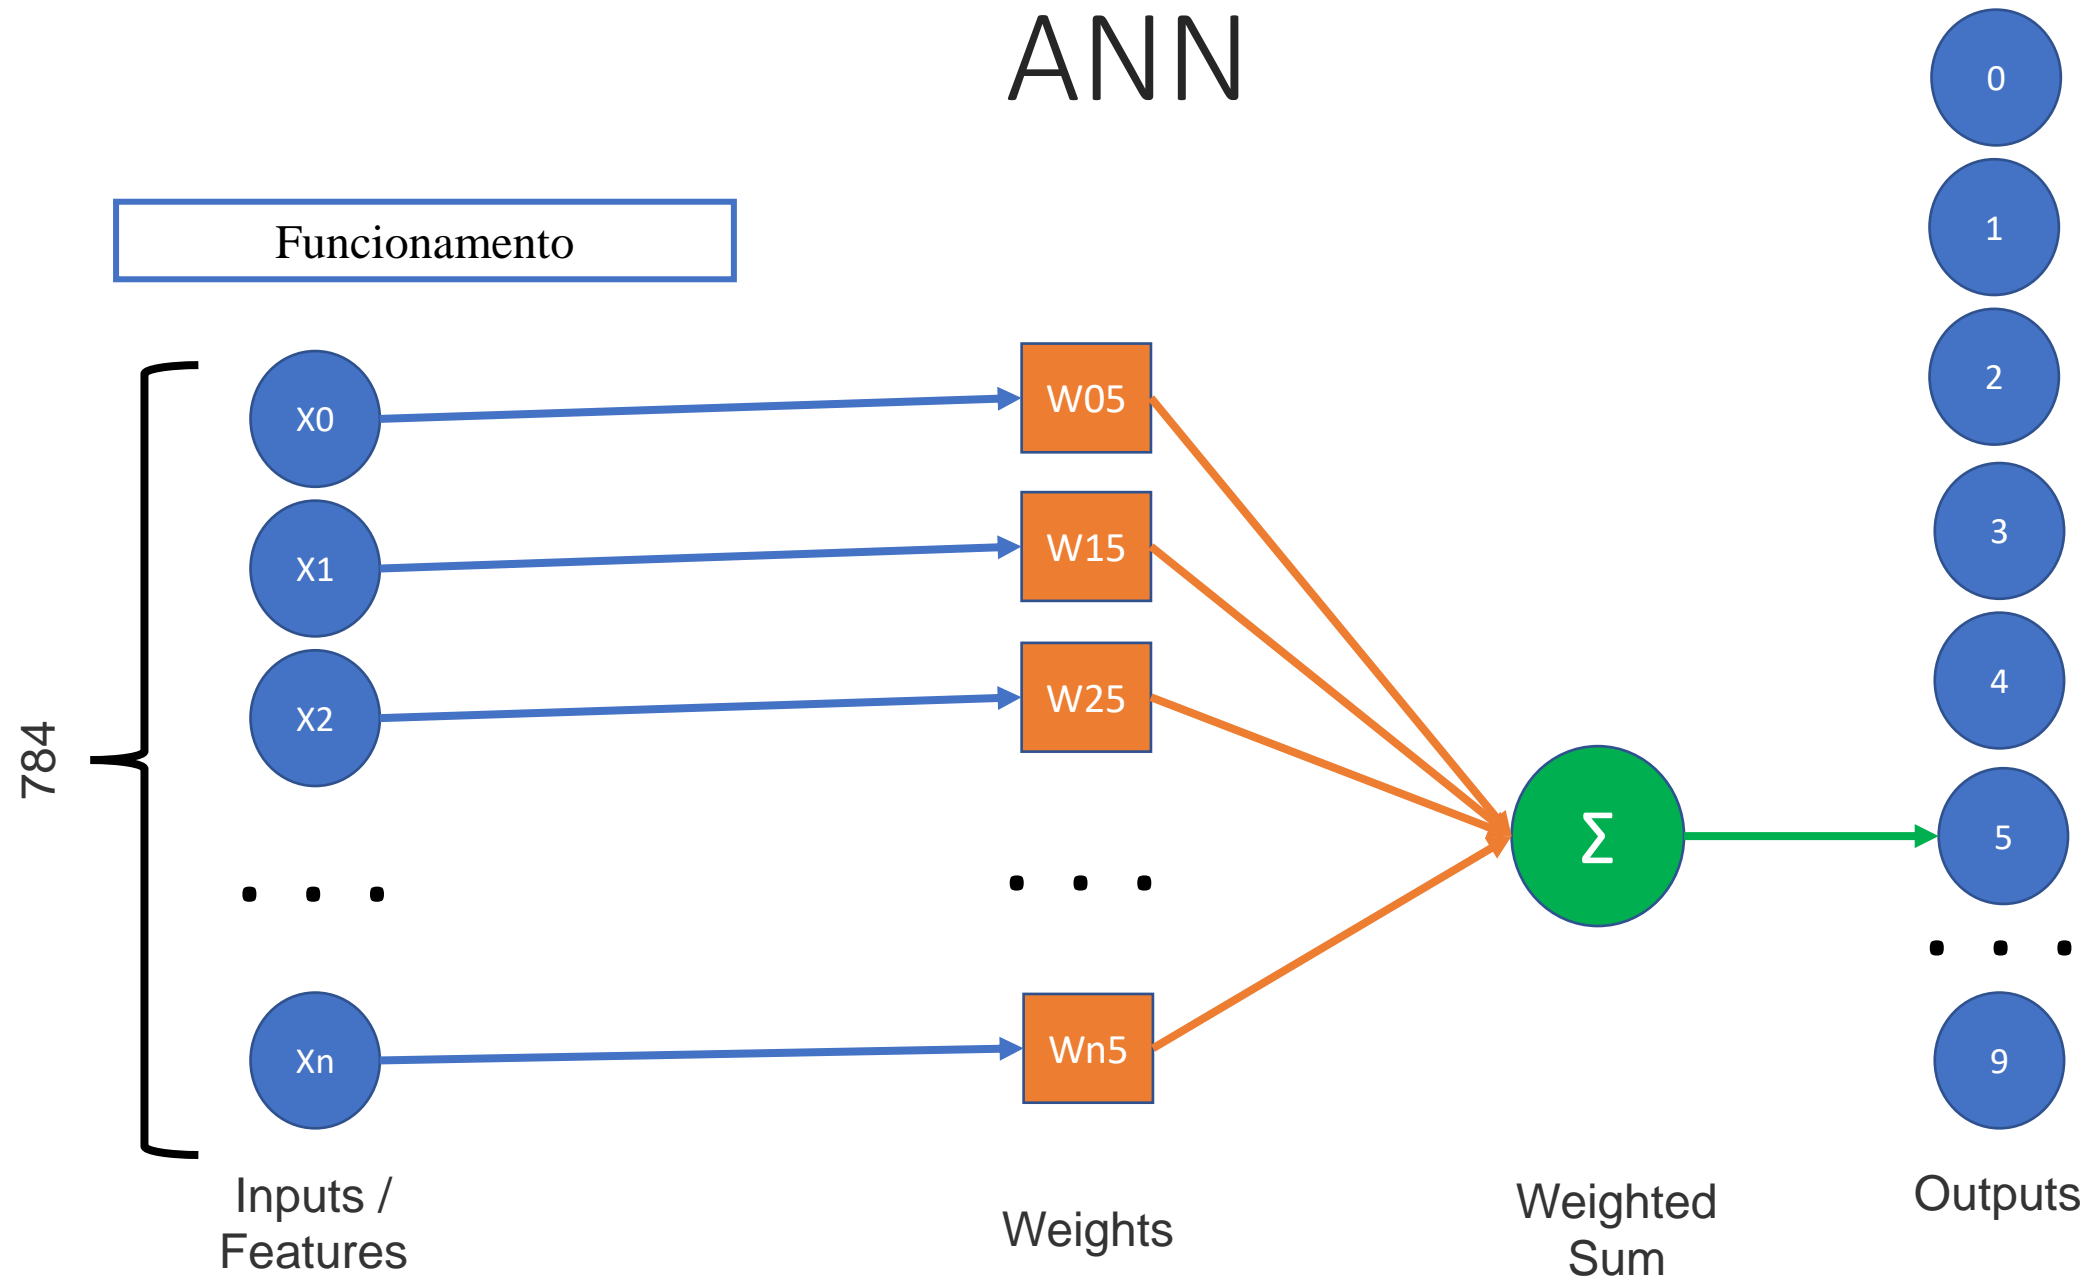 ANN
Funcionamento
784
X0
X1
X2
. . .
Xn
Inputs /
Features
W05
W15
W25
. . .
Wn5
Weights
Σ
Weighted
Sum
0
1
2
3
4
5
. . .
9
Outputs